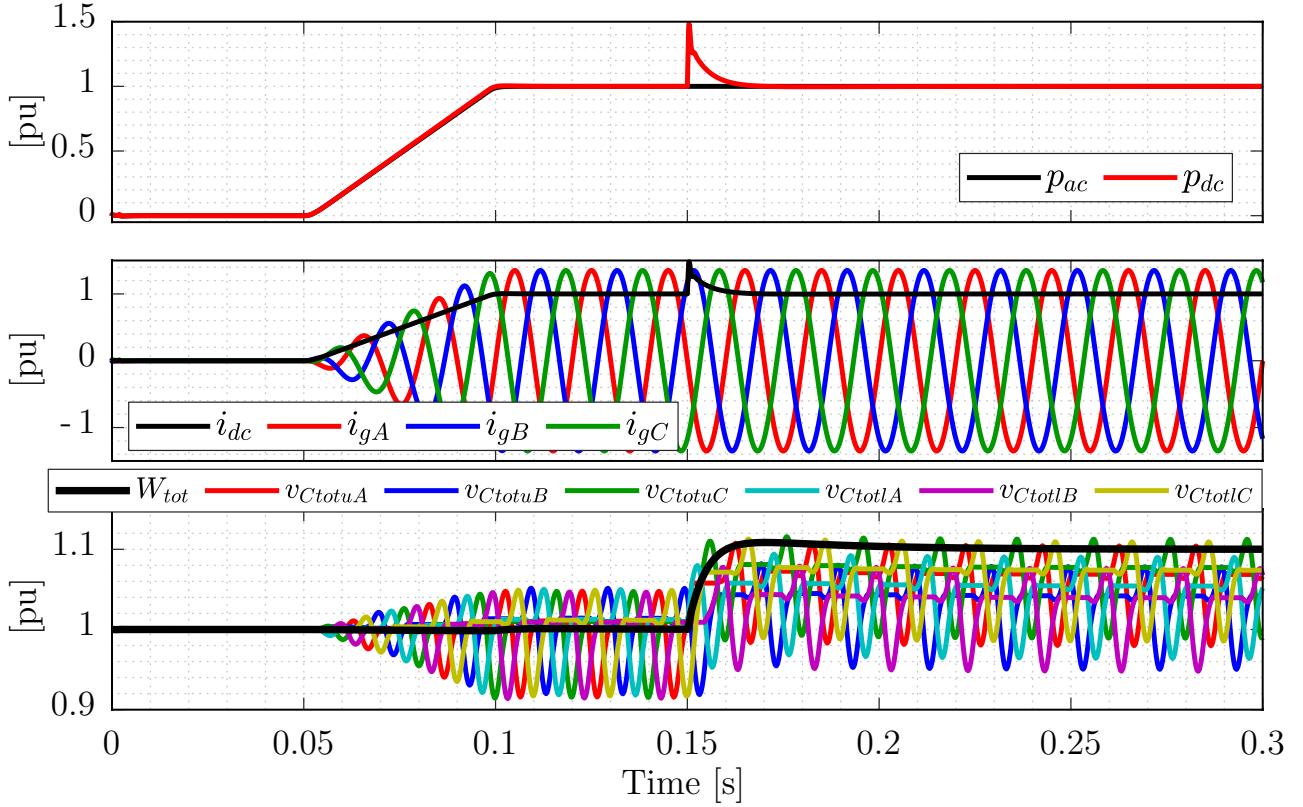 1.5
1
0.5
0
[pu]
p_ac p_dc
1
0
-1
[pu]
i_dc i_gA i_gB i_gC
W_tot v_CtotuA v_CtotuB v_CtotuC v_CtotlA v_CtotlB v_CtotlC
1.1
1
0.9
[pu]
0 0.05 0.1 0.15 0.2 0.25 0.3
Time [s]